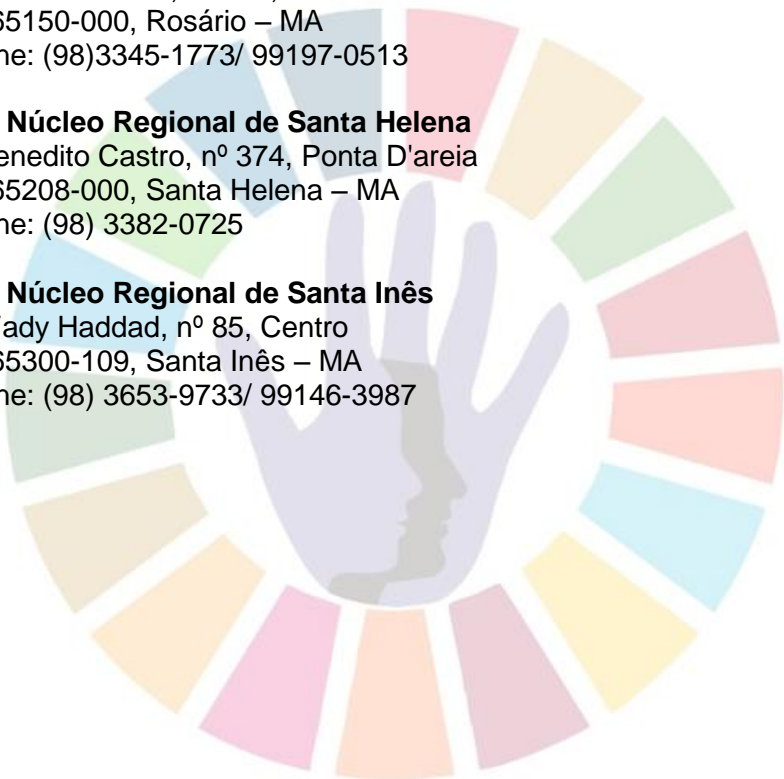 65150-000, Rosário – MA
ne: (98)3345-1773/ 99197-0513
Núcleo Regional de Santa Helena
enedito Castro, nº 374, Ponta D'areia
65208-000, Santa Helena – MA
ne: (98) 3382-0725
Núcleo Regional de Santa Inês
ady Haddad, nº 85, Centro
65300-109, Santa Inês – MA
ne: (98) 3653-9733/ 99146-3987